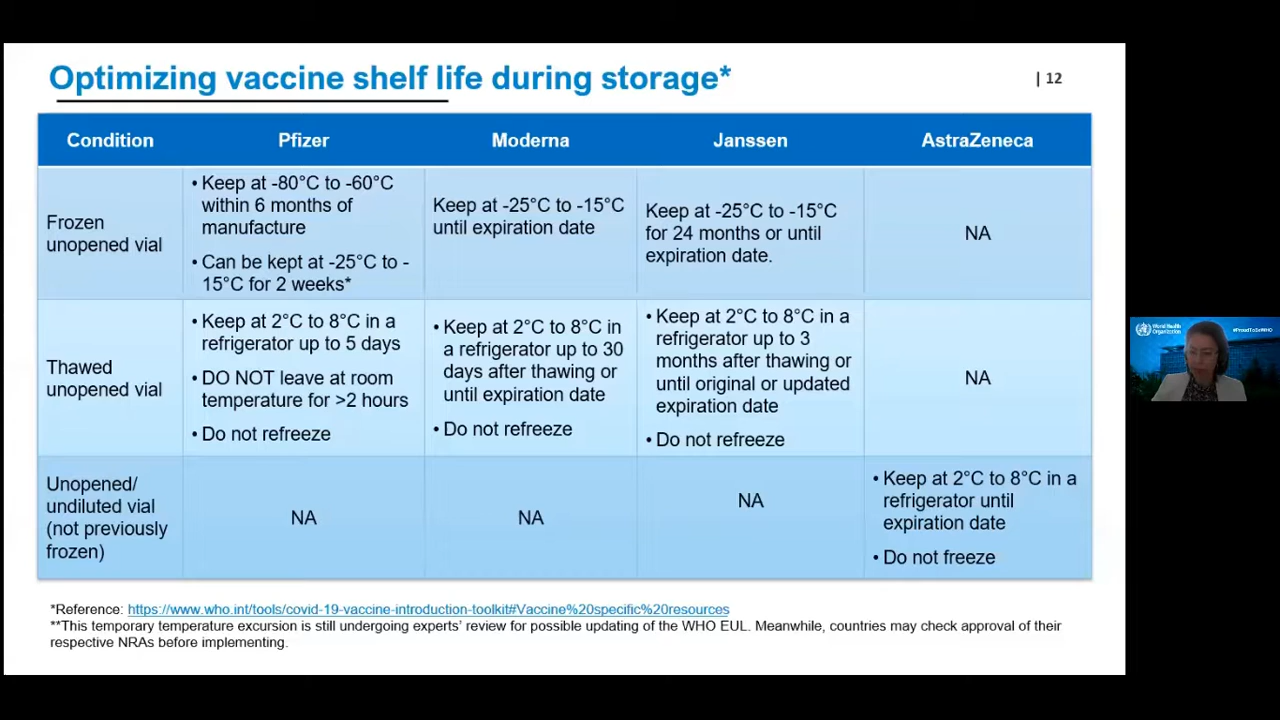 Optimizing vaccine shelf life during storage*
| 12
Condition
Pfizer
Moderna
Janssen
AstraZeneca
Frozen
unopened vial
• Keep at -80°C to -60°C
within 6 months of
manufacture
• Can be kept at -25°C to -
15°C for 2 weeks*
Keep at -25°C to -15°C
until expiration date
Keep at -25°C to -15°C
for 24 months or until
expiration date.
NA
Thawed
unopened vial
• Keep at 2°C to 8°C in a
refrigerator up to 5 days
• DO NOT leave at room
temperature for >2 hours
• Do not refreeze
• Keep at 2°C to 8°C in
a refrigerator up to 30
days after thawing or
until expiration date
• Do not refreeze
• Keep at 2°C to 8°C in a
refrigerator up to 3
months after thawing or
until original or updated
expiration date
• Do not refreeze
NA
Unopened/
undiluted vial
(not previously
frozen)
NA
NA
NA
• Keep at 2°C to 8°C in a
refrigerator until
expiration date
• Do not freeze
*Reference: https://www.who.int/tools/covid-19-vaccine-introduction-toolkit#Vaccine%20specific%20resources
**This temporary temperature excursion is still undergoing experts' review for possible updating of the WHO EUL. Meanwhile, countries may check approval of their
respective NRAs before implementing.
World Health
Organization
#ProudToBeWHO